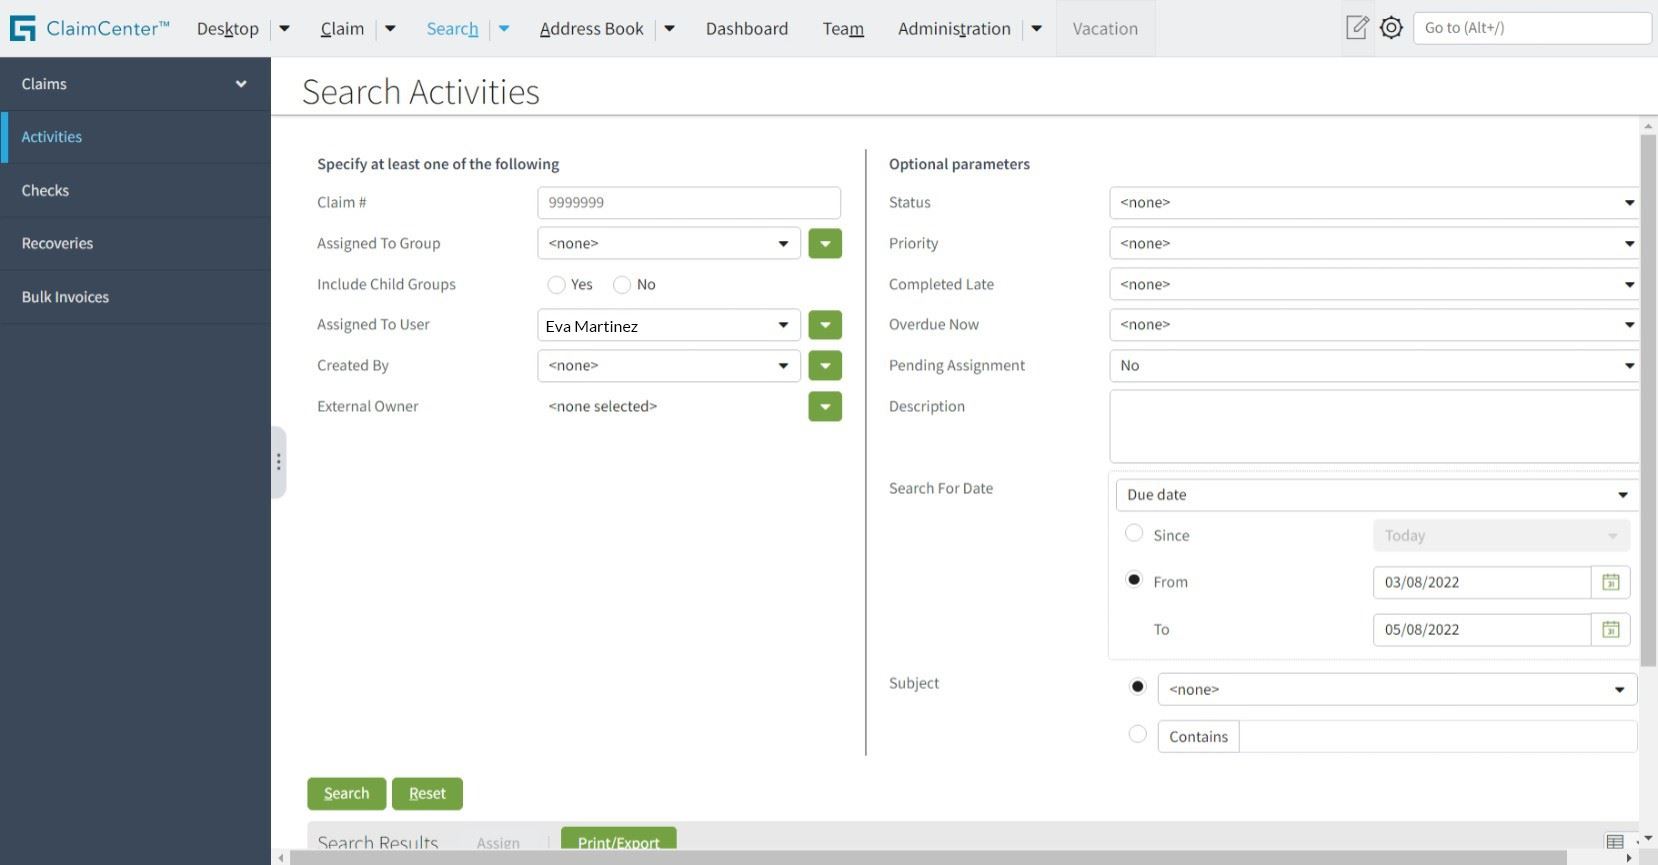 ClaimCenter™ Desktop Claim Search Address Book Dashboard Team Administration Vacation Go to (Alt+/)
Claims
Activities
Checks
Recoveries
Bulk Invoices
Search Activities
Specify at least one of the following
Claim # 9999999
Assigned To Group <none>
Include Child Groups Yes No
Assigned To User Eva Martinez
Created By <none>
External Owner <none selected>
Optional parameters
Status <none>
Priority <none>
Completed Late <none>
Overdue Now <none>
Pending Assignment No
Description
Search For Date Due date
Since Today
From 03/08/2022
To 05/08/2022
Subject <none>
Contains
Search Reset
Search Results Assign Print/Export